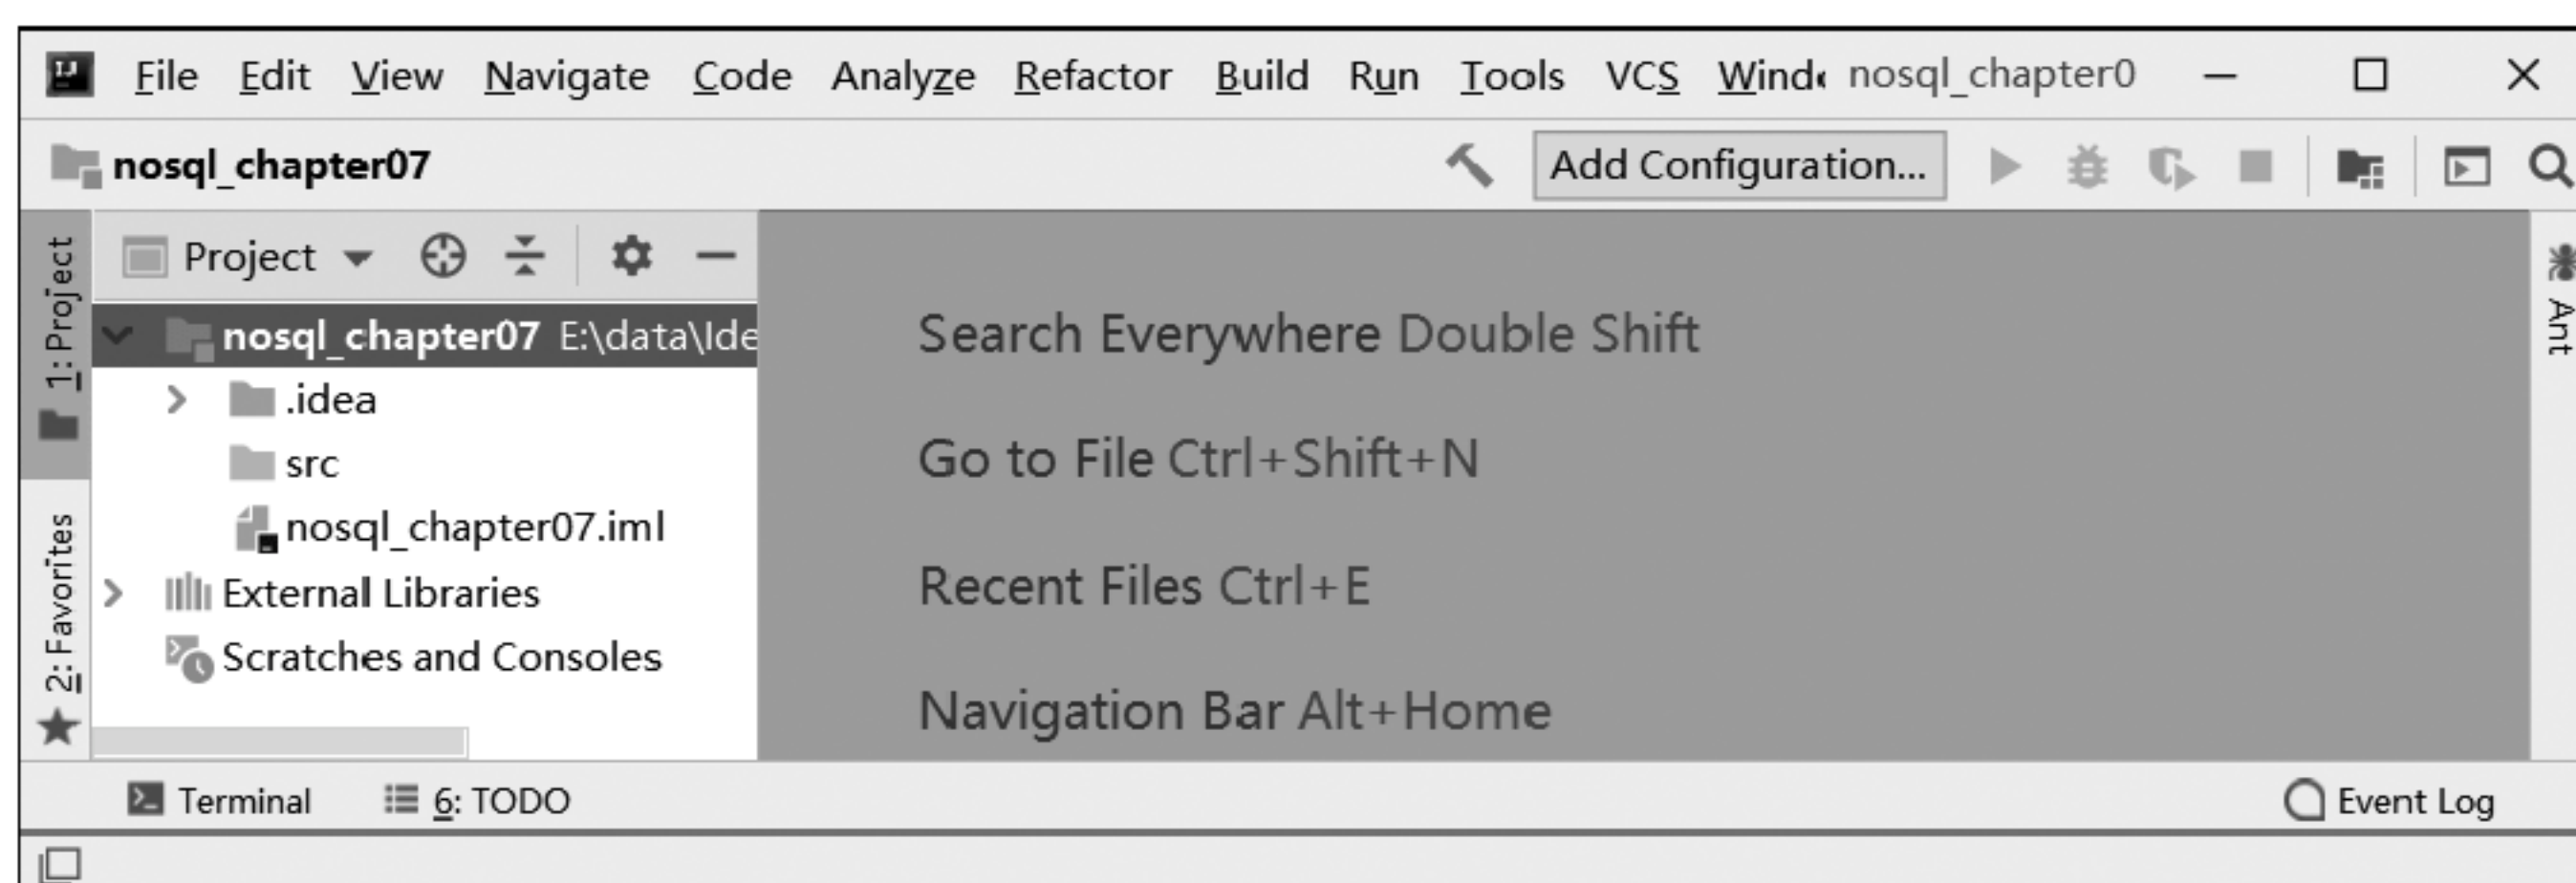 File Edit View Navigate Code Analyze Refactor Build Run Tools VCS nosql_chapter0
nosql_chapter07 Add Configuration...
1: Project
Project
nosql_chapter07 E:\data\Ide
.idea
src
nosql_chapter07.iml
External Libraries
Scratches and Consoles
2: Favorites
Search Everywhere Double Shift
Go to File Ctrl+Shift+N
Recent Files Ctrl+E
Navigation Bar Alt+Home
Ant
Terminal 6: TODO Event Log